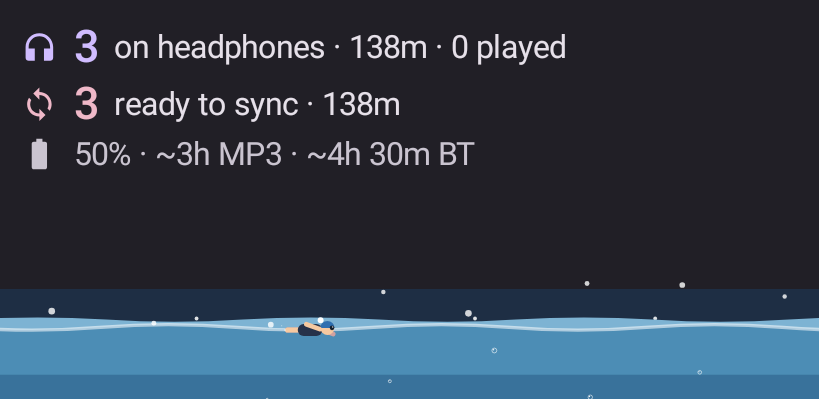 3 on headphones · 138m · 0 played
3 ready to sync · 138m
50% · ~3h MP3 · ~4h 30m BT